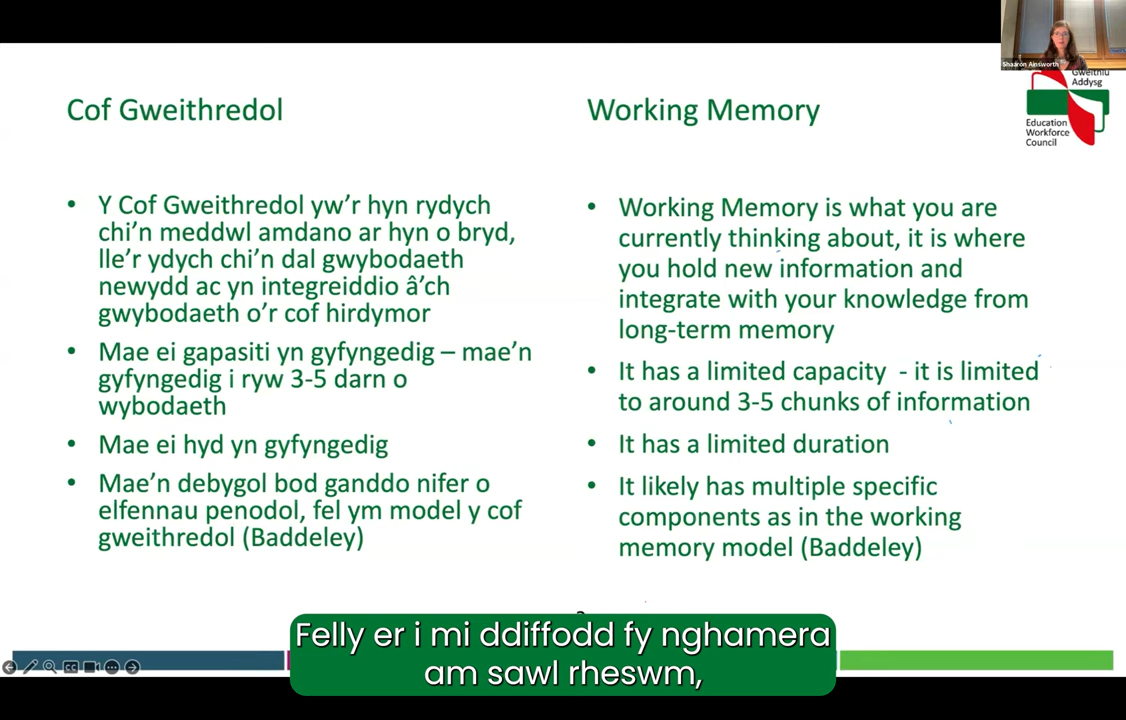 Shaaron Ainsworth
Gweithlu
Addysg
Education
Workforce
Council
Cof Gweithredol
• Y Cof Gweithredol yw'r hyn rydych
chi'n meddwl amdano ar hyn o bryd,
lle'r ydych chi'n dal gwybodaeth
newydd ac yn integreiddio â'ch
gwybodaeth o'r cof hirdymor
• Mae ei gapasiti yn gyfyngedig – mae'n
gyfyngedig i ryw 3-5 darn o
wybodaeth
• Mae ei hyd yn gyfyngedig
• Mae'n debygol bod ganddo nifer o
elfennau penodol, fel ym model y cof
gweithredol (Baddeley)
Working Memory
• Working Memory is what you are
currently thinking about, it is where
you hold new information and
integrate with your knowledge from
long-term memory
• It has a limited capacity - it is limited
to around 3-5 chunks of information
• It has a limited duration
• It likely has multiple specific
components as in the working
memory model (Baddeley)
Felly er i mi ddiffodd fy nghamera
am sawl rheswm,